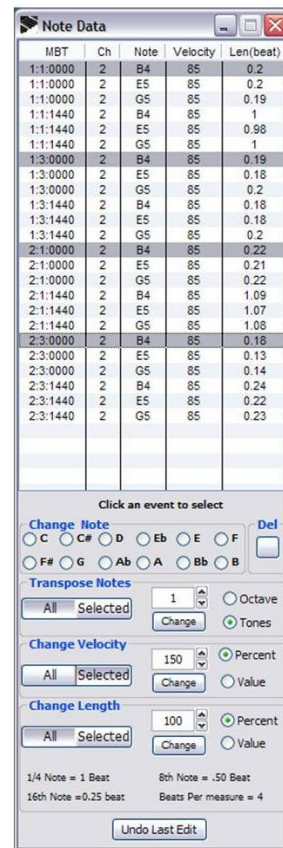 Note Data
MBT Ch Note Velocity Len(beat)
1:1:0000 2 B4 85 0.2
1:1:0000 2 E5 85 0.2
1:1:0000 2 G5 85 0.19
1:1:1440 2 B4 85 1
1:1:1440 2 E5 85 0.98
1:1:1440 2 G5 85 1
1:3:0000 2 B4 85 0.19
1:3:0000 2 E5 85 0.18
1:3:0000 2 G5 85 0.2
1:3:1440 2 B4 85 0.18
1:3:1440 2 E5 85 0.18
1:3:1440 2 G5 85 0.2
2:1:0000 2 B4 85 0.22
2:1:0000 2 E5 85 0.21
2:1:0000 2 G5 85 0.22
2:1:1440 2 B4 85 1.09
2:1:1440 2 E5 85 1.07
2:1:1440 2 G5 85 1.08
2:3:0000 2 B4 85 0.18
2:3:0000 2 E5 85 0.13
2:3:0000 2 G5 85 0.14
2:3:1440 2 B4 85 0.24
2:3:1440 2 E5 85 0.22
2:3:1440 2 G5 85 0.23
Click an event to select
Change Note Del
C C# D Eb E F
F# G Ab A Bb B
Transpose Notes
All Selected 1 Octave
Change Tones
Change Velocity
All Selected 150 Percent
Change Value
Change Length
All Selected 100 Percent
Change Value
1/4 Note = 1 Beat 8th Note = .50 Beat
16th Note =0.25 beat Beats Per measure = 4
Undo Last Edit